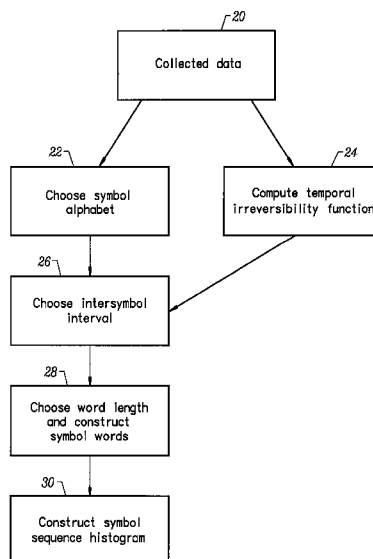 20
Collected data
22
24
Choose symbol
alphabet
Compute temporal
irreversibility function
26
Choose intersymbol
interval
28
Choose word length
and construct
symbol words
30
Construct symbol
sequence histogram